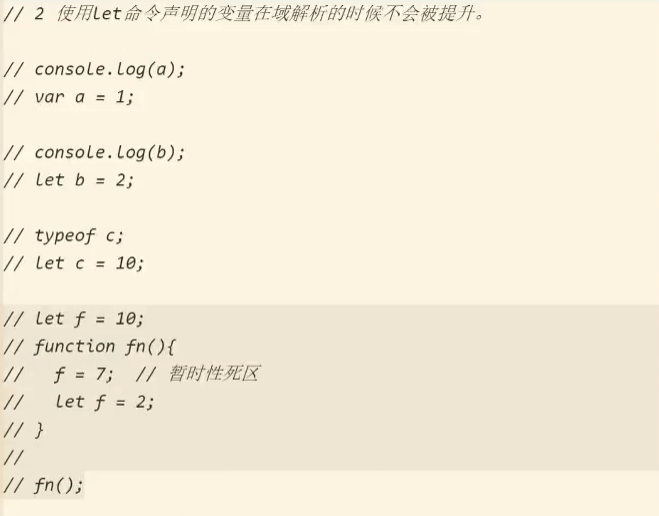 // 2 使用let命令声明的变量在域解析的时候不会被提升。
// console.log(a);
// var a = 1;
// console.log(b);
// let b = 2;
// typeof c;
// let c = 10;
// let f = 10;
// function fn(){
//   f = 7;  // 暂时性死区
//   let f = 2;
// }
//
// fn();